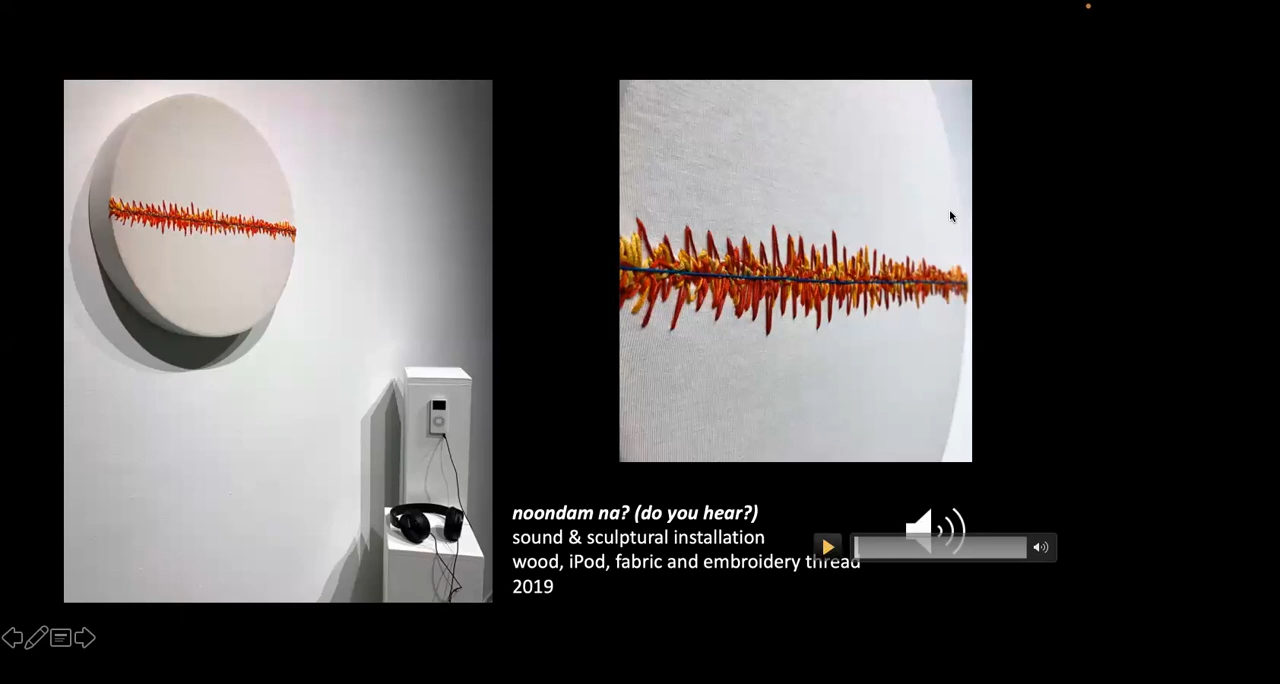 noondam na? (do you hear?)
sound & sculptural installation
wood, iPod, fabric and embroidery thread
2019